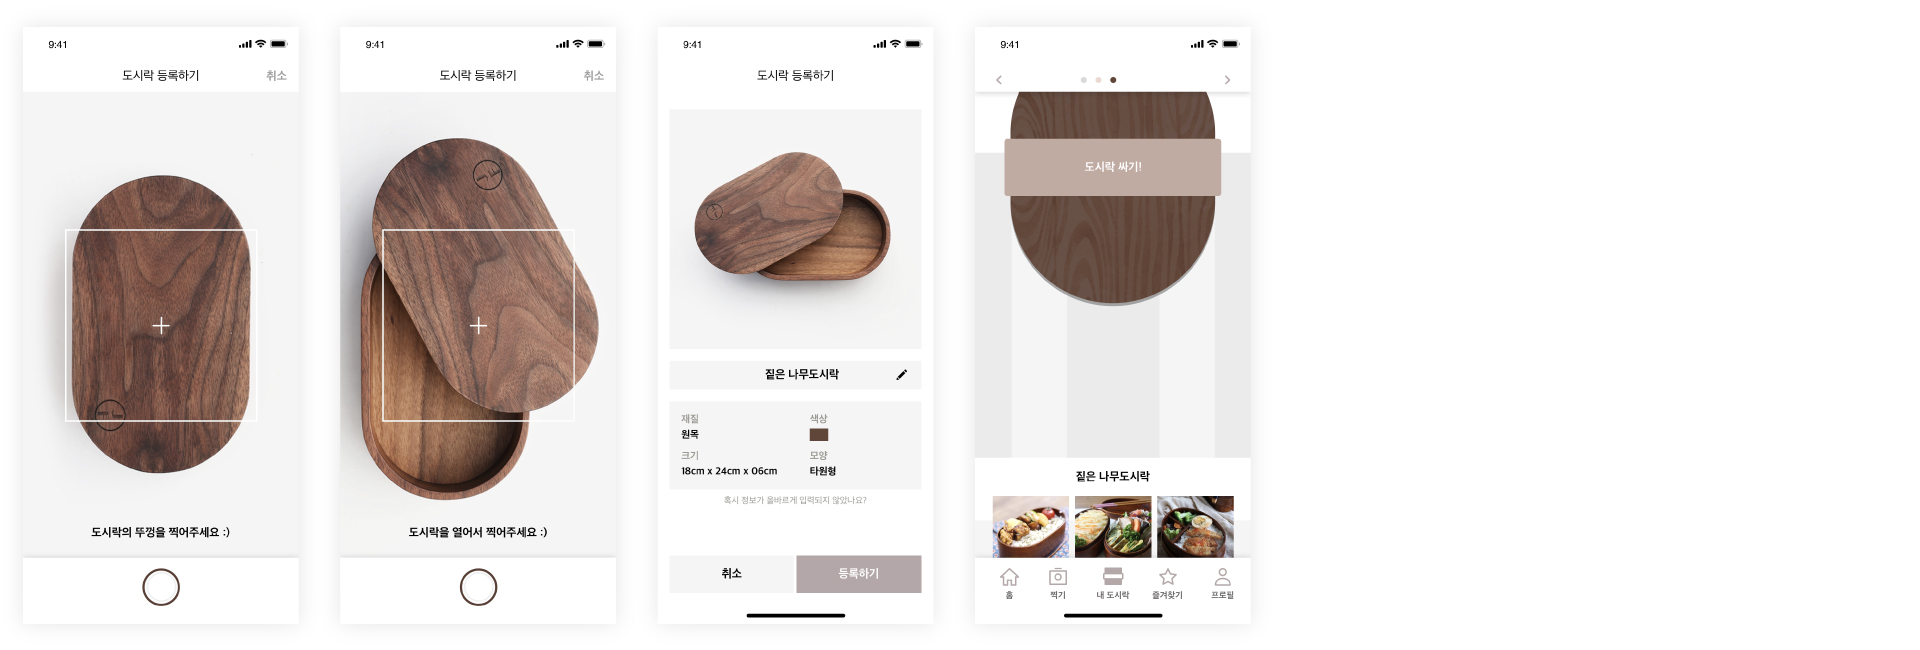 9:41
도시락 등록하기
취소
도시락의 뚜껑을 찍어주세요 :)
9:41
도시락 등록하기
취소
도시락을 열어서 찍어주세요 :)
9:41
도시락 등록하기
짙은 나무도시락
재질
색상
원목
크기
모양
18cm x 24cm x 06cm
타원형
혹시 정보가 올바르게 입력되지 않았나요?
취소
등록하기
9:41
도시락 싸기!
짙은 나무도시락
홈
찍기
내 도시락
즐겨찾기
프로필